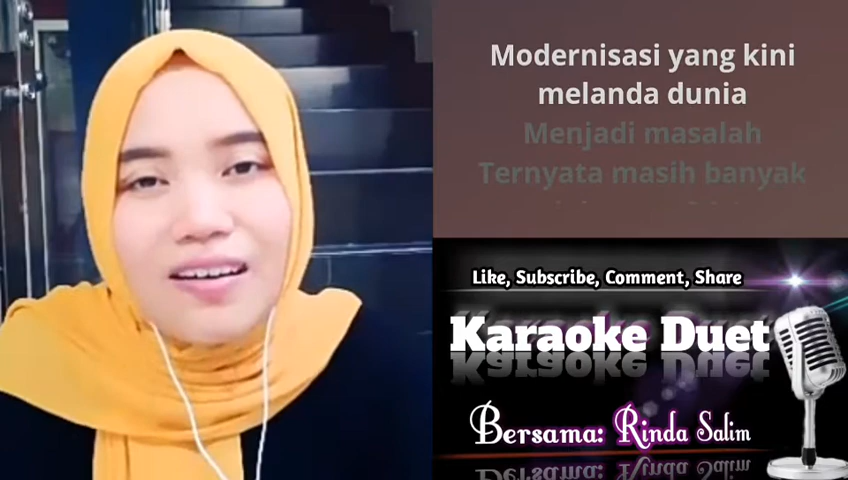 Modernisasi yang kini
melanda dunia
Menjadi masalah
Ternyata masih banyak
Like, Subscribe, Comment, Share
Karaoke Duet
Bersama: Rinda Salim